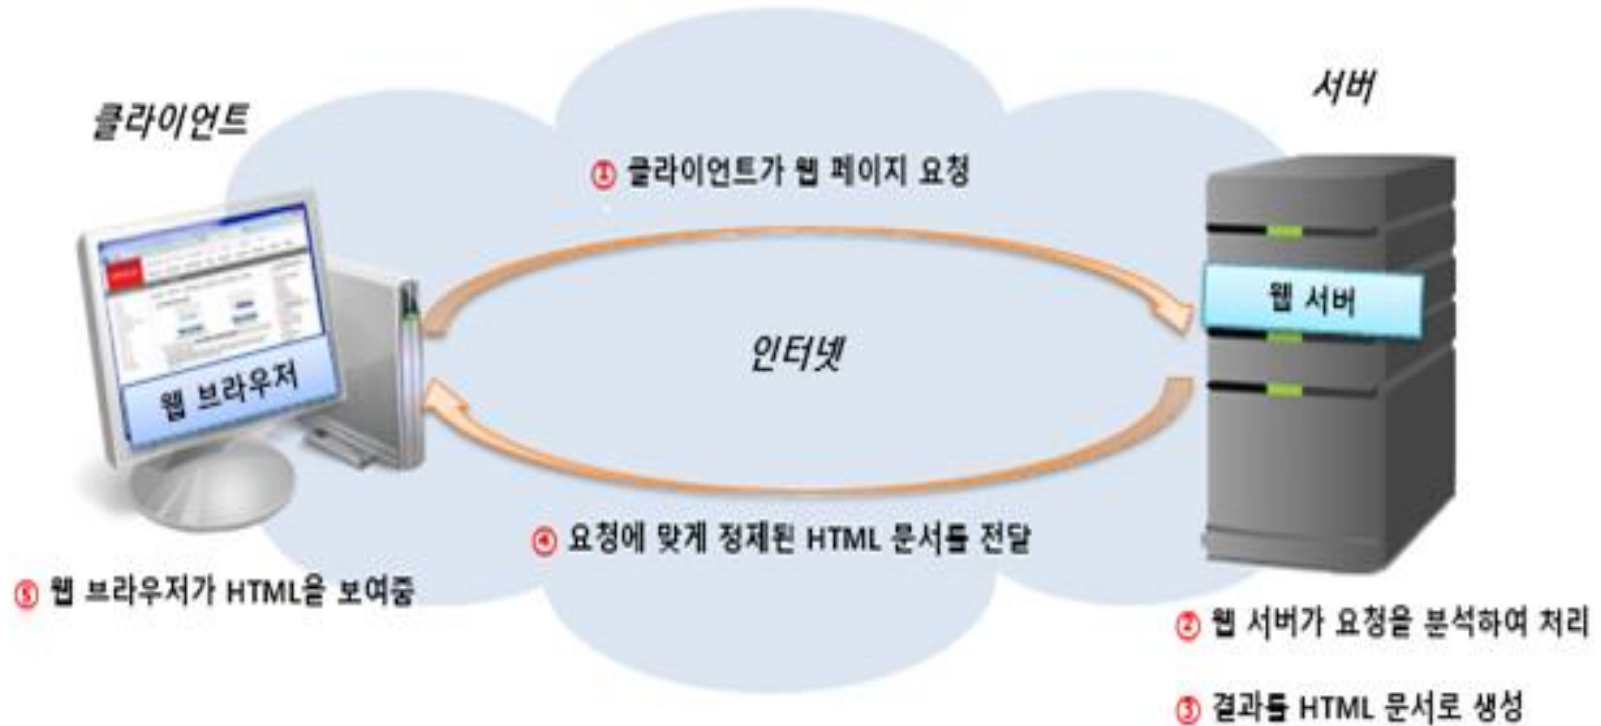 클라이언트
서버
① 클라이언트가 웹 페이지 요청
웹 서버
인터넷
웹 브라우저
④ 요청에 맞게 정제된 HTML 문서를 전달
⑤ 웹 브라우저가 HTML을 보여줌
② 웹 서버가 요청을 분석하여 처리
③ 결과를 HTML 문서로 생성